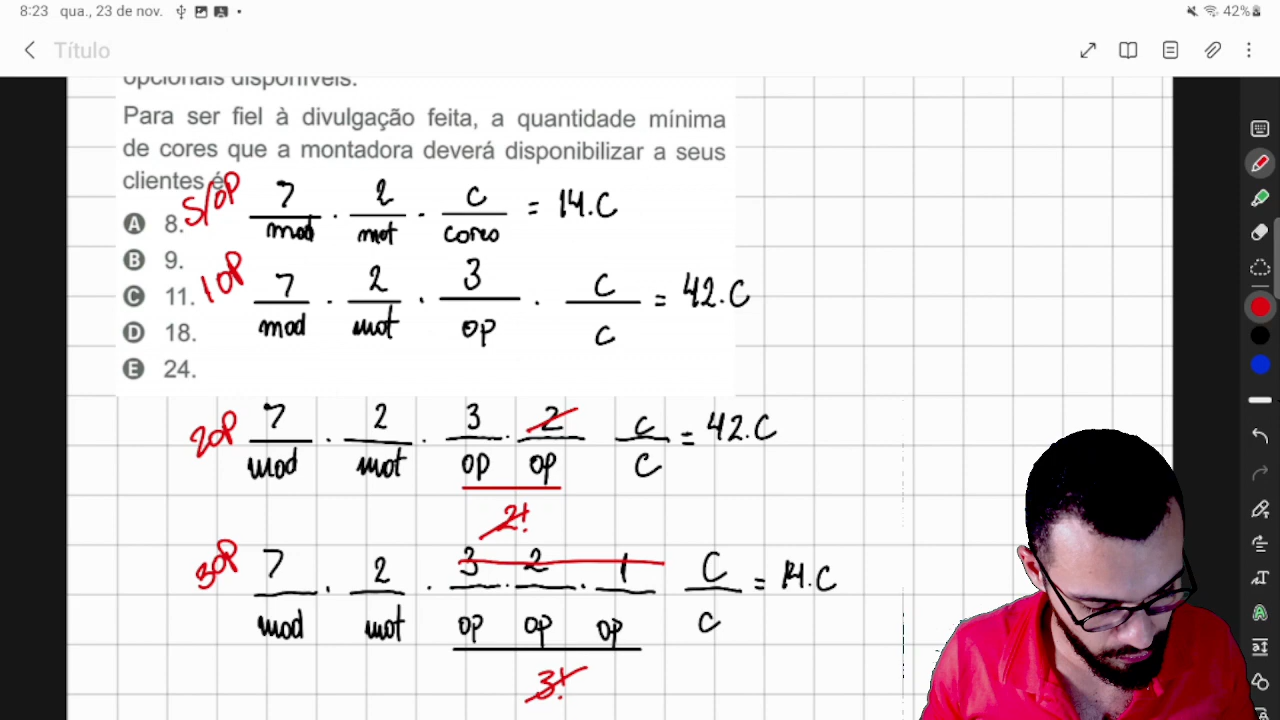 8:23 qua., 23 de nov. 42%
Título
opcionais disponíveis.
Para ser fiel à divulgação feita, a quantidade mínima
de cores que a montadora deverá disponibilizar a seus
clientes é
A 8.
B 9.
C 11.
D 18.
E 24.
S/OP 7/mod . 2/mot . C/cores = 14.C
1OP 7/mod . 2/mot . 3/op . C/C = 42.C
2OP 7/mod . 2/mot . 3/op . 2/op C/C = 42.C
2!
3OP 7/mod . 2/mot . 3/op . 2/op . 1/op C/C = 14.C
3!